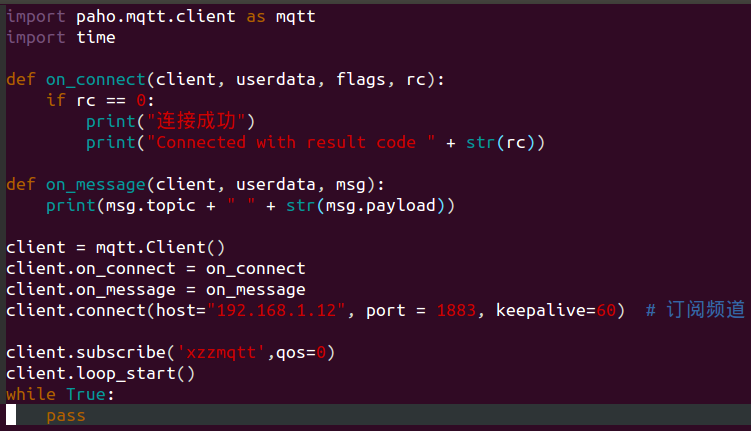 import paho.mqtt.client as mqtt
import time
def on_connect(client, userdata, flags, rc):
    if rc == 0:
        print("连接成功")
        print("Connected with result code " + str(rc))
def on_message(client, userdata, msg):
    print(msg.topic + " " + str(msg.payload))
client = mqtt.Client()
client.on_connect = on_connect
client.on_message = on_message
client.connect(host="192.168.1.12", port = 1883, keepalive=60)  # 订阅频道
client.subscribe('xzzmqtt',qos=0)
client.loop_start()
while True:
    pass